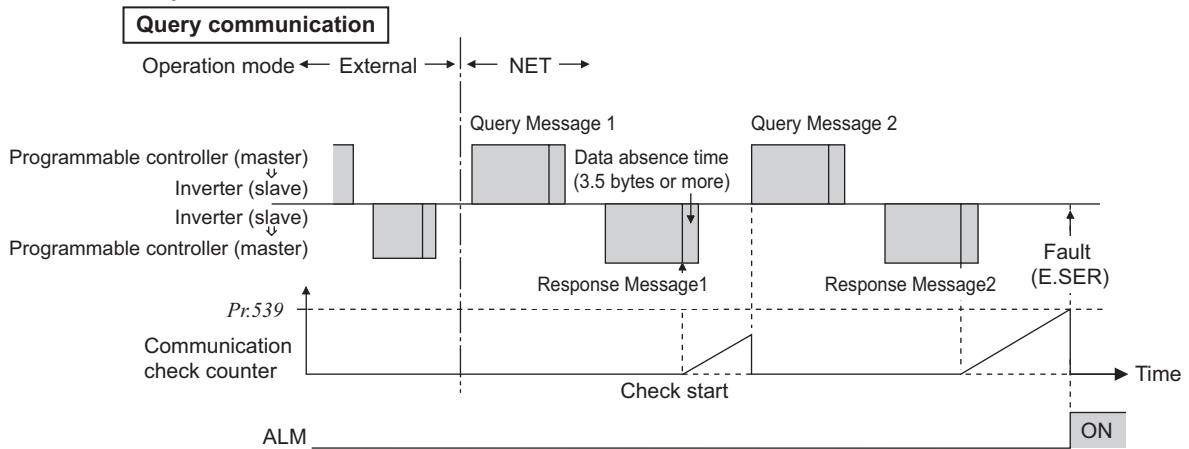 Query communication
Operation mode
External
NET
Query Message 1
Query Message 2
Programmable controller (master)
Inverter (slave)
Inverter (slave)
Programmable controller (master)
Data absence time
(3.5 bytes or more)
Fault
(E.SER)
Response Message1
Response Message2
Pr.539
Communication
check counter
Time
Check start
ALM
ON